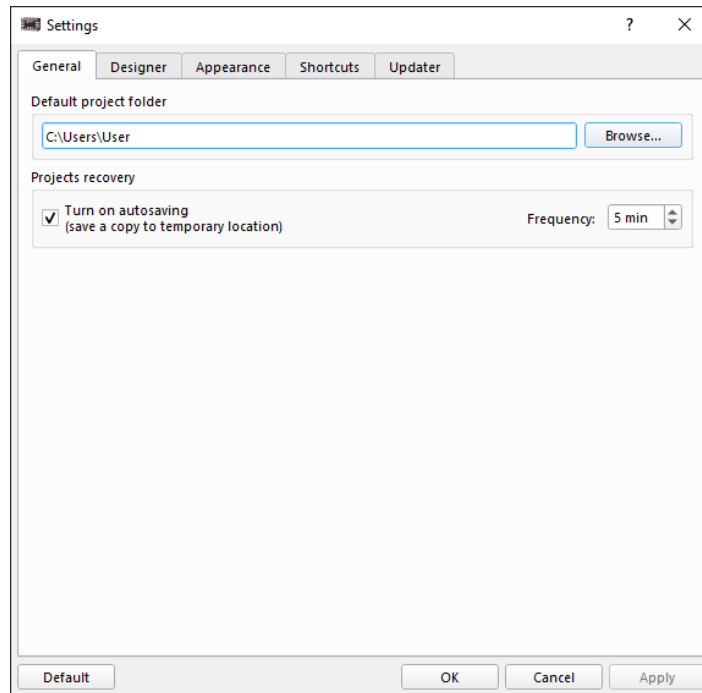 Settings
?
General Designer Appearance Shortcuts Updater
Default project folder
C:\Users\User Browse...
Projects recovery
Turn on autosaving
(save a copy to temporary location)
Frequency: 5 min
Default OK Cancel Apply